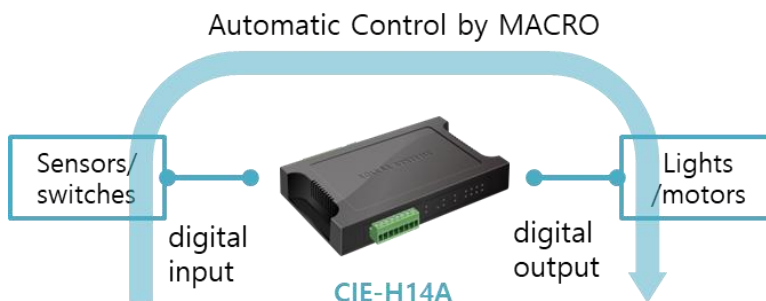 Automatic Control by MACRO
Sensors/
switches
Lights
/motors
digital
input
digital
output
CIE-H14A